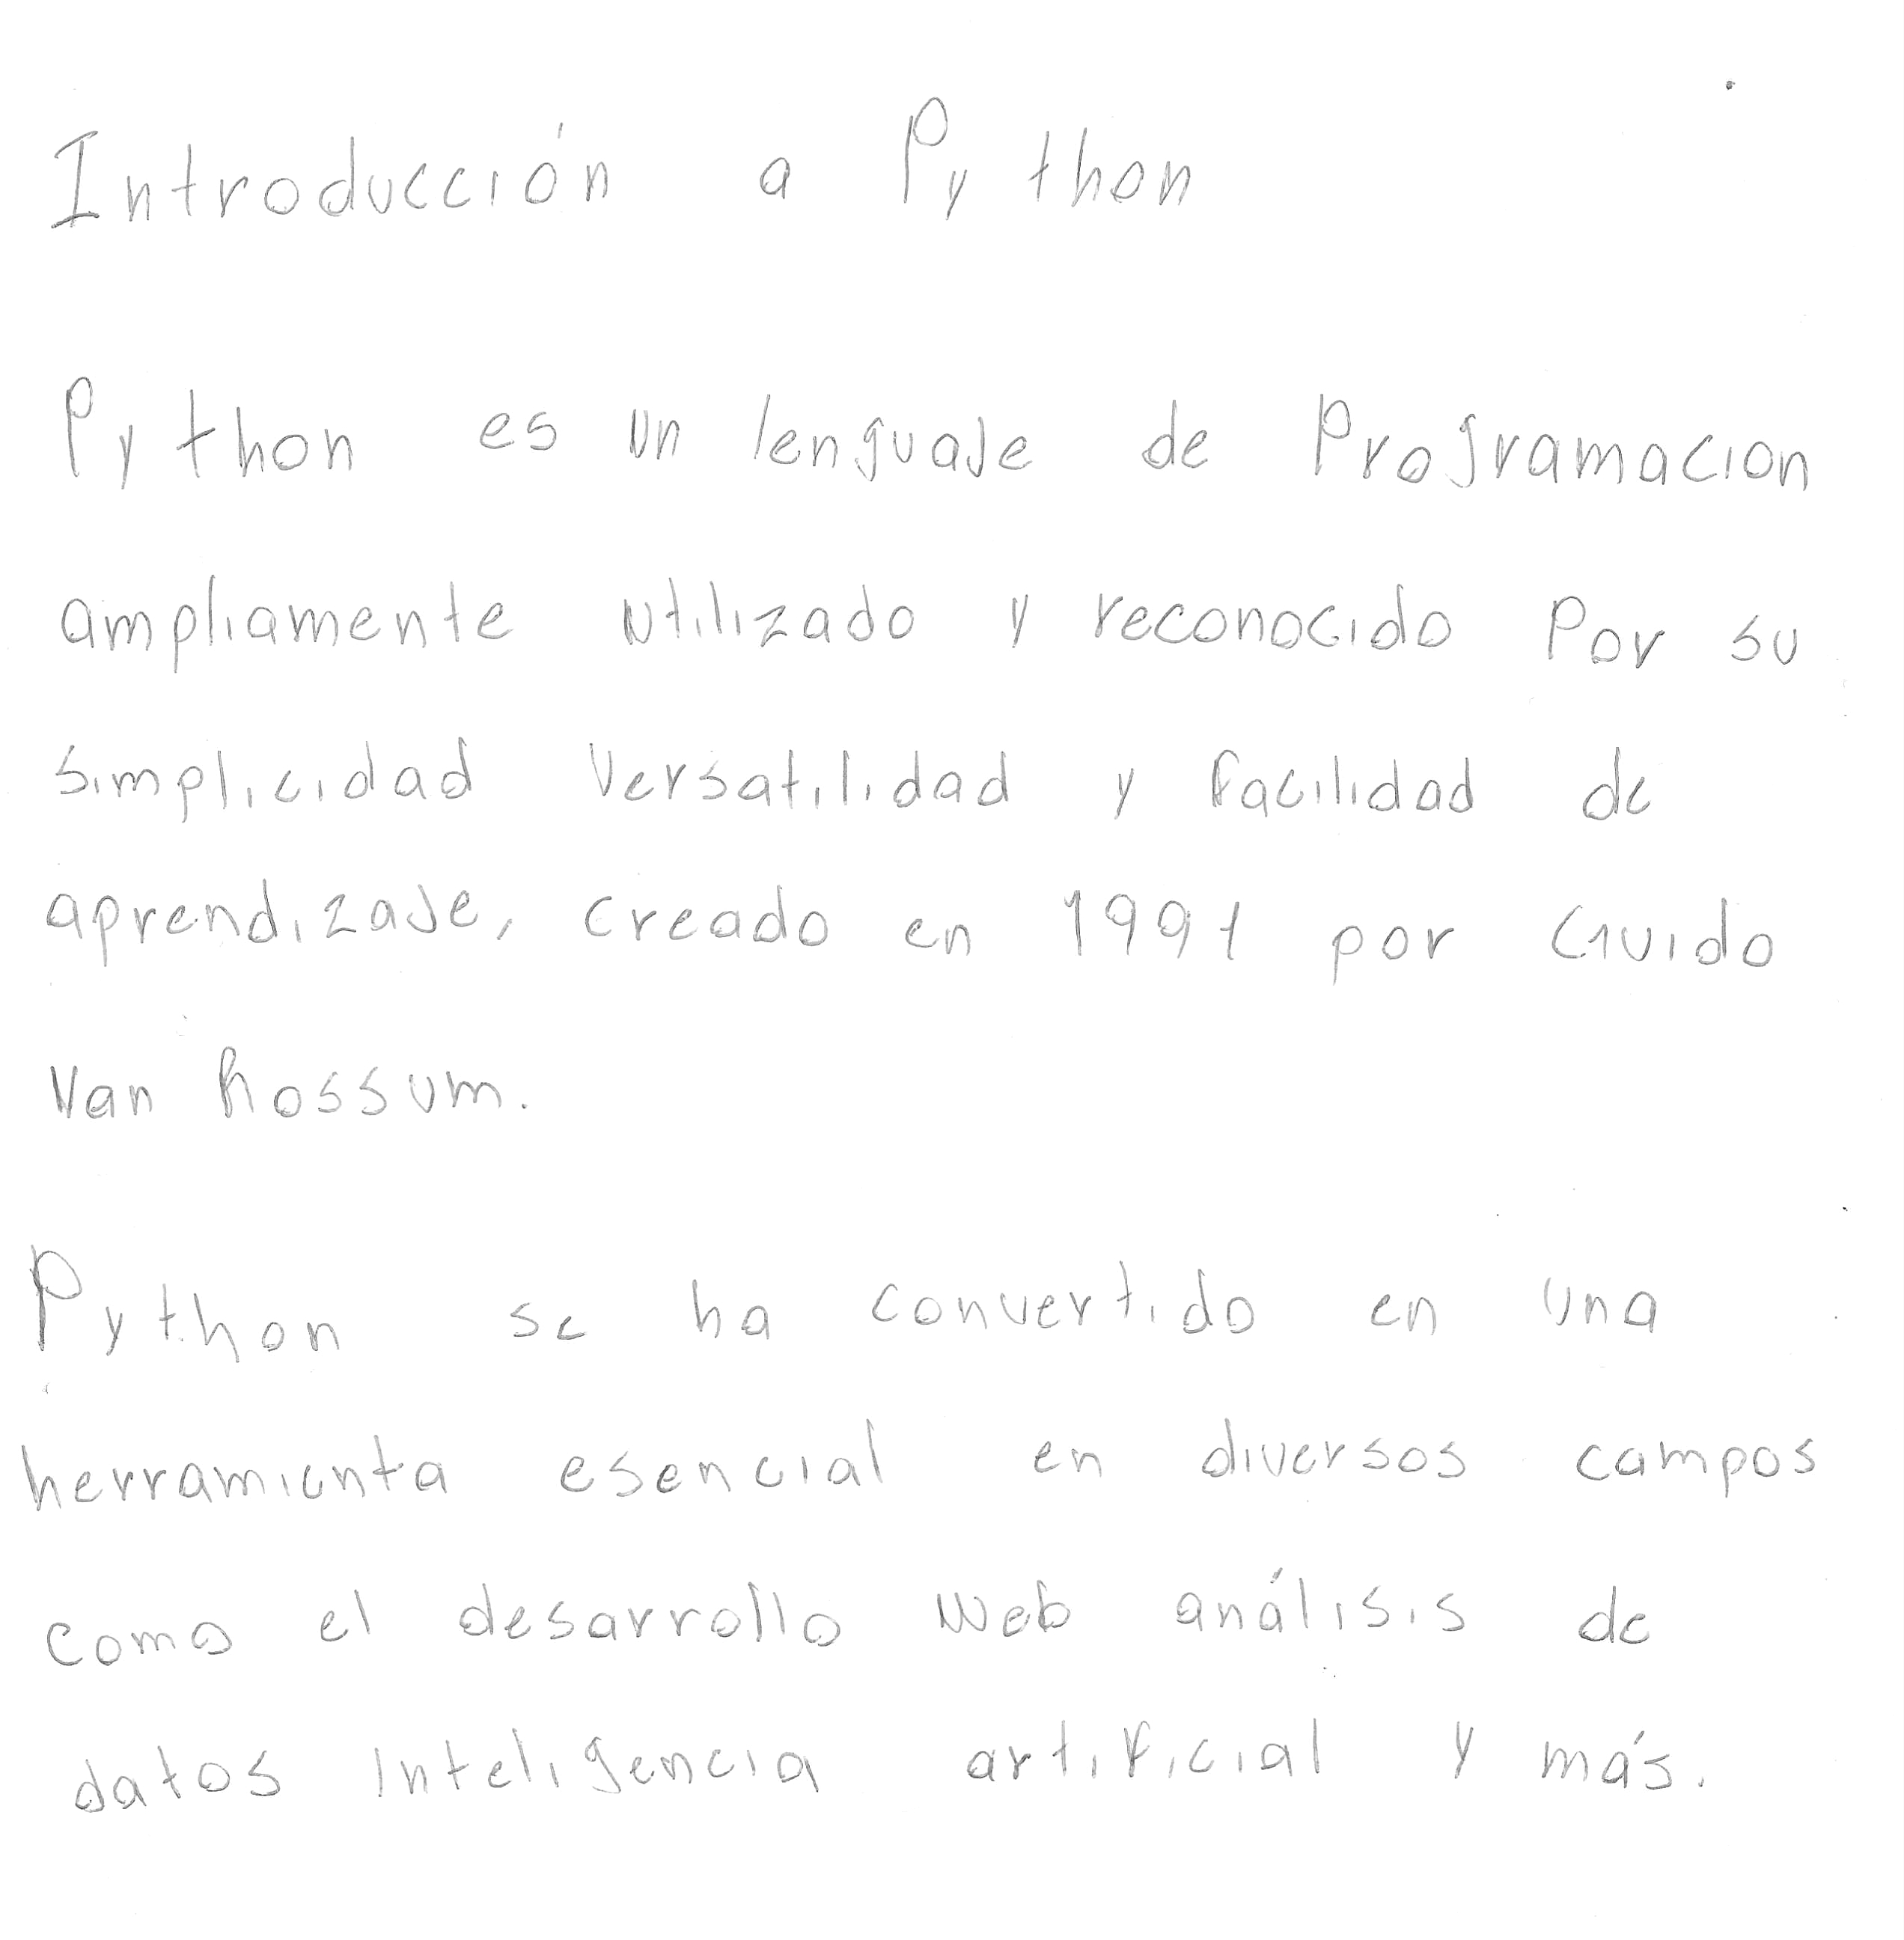 Introducción a Python
Python es un lenguaje de Programacion
ampliamente utilizado y reconocido Por su
simplicidad Versatilidad y facilidad de
aprendizaje, creado en 1991 por Guido
Van Rossum.
Python se ha convertido en una
herramienta esencial en diversos campos
como el desarrollo Web análisis de
datos Inteligencia artificial y más.